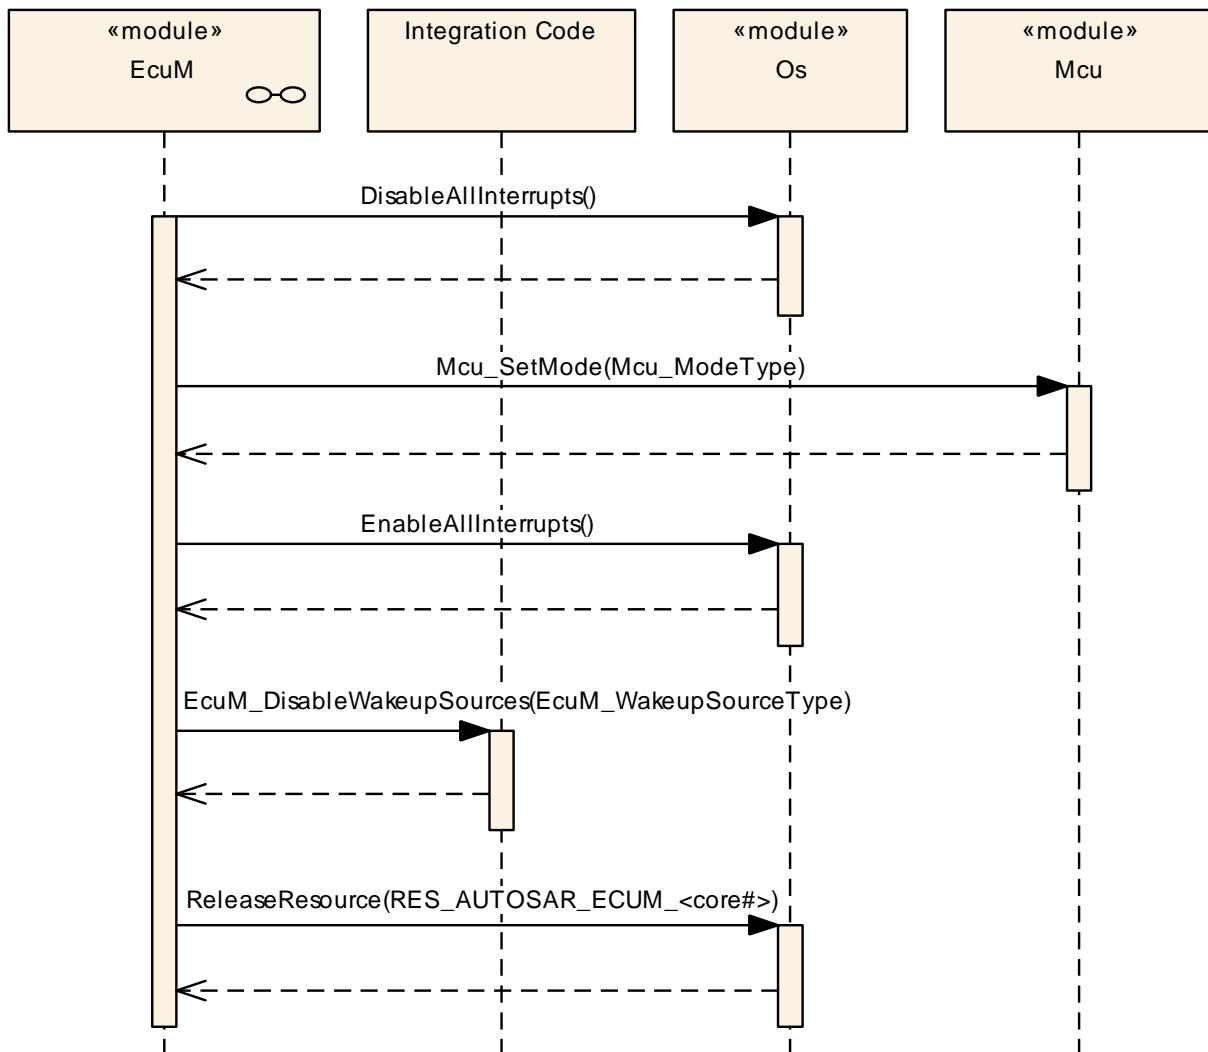 «module»
EcuM
Integration Code
«module»
Os
«module»
Mcu
DisableAllInterrupts()
Mcu_SetMode(Mcu_ModeType)
EnableAllInterrupts()
EcuM_DisableWakeupSources(EcuM_WakeupSourceType)
ReleaseResource(RES_AUTOSAR_ECUM_<core#>)